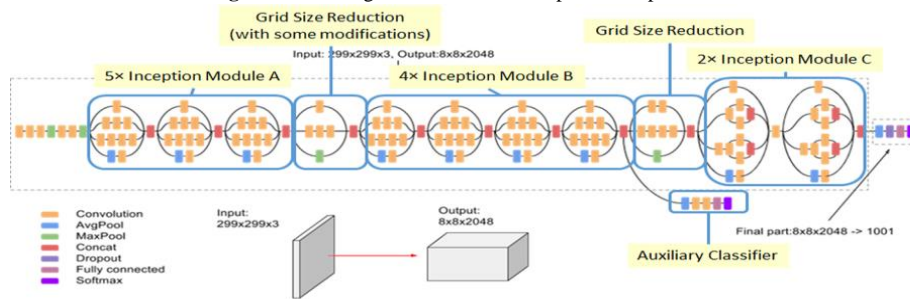 Grid Size Reduction
(with some modifications)
Grid Size Reduction
Input: 299x299x3, Output:8x8x2048
5× Inception Module A
4× Inception Module B
2× Inception Module C
Convolution
AvgPool
MaxPool
Concat
Dropout
Fully connected
Softmax
Input:
299x299x3
Output:
8x8x2048
Final part:8x8x2048 -> 1001
Auxiliary Classifier